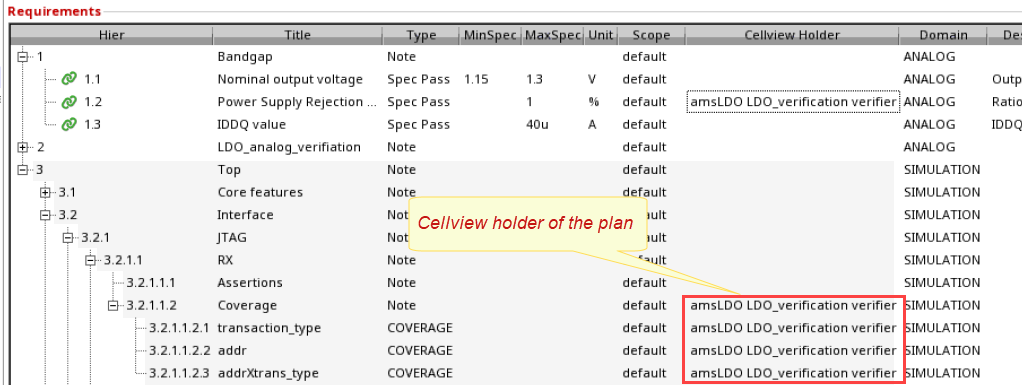 Requirements
Hier Title Type MinSpec MaxSpec Unit Scope Cellview Holder Domain De
1 Bandgap Note default ANALOG
1.1 Nominal output voltage Spec Pass 1.15 1.3 V default ANALOG Outp
1.2 Power Supply Rejection ... Spec Pass 1 % default amsLDO LDO_verification verifier ANALOG Ratio
1.3 IDDQ value Spec Pass 40u A default ANALOG IDDQ
2 LDO_analog_verifiation Note default ANALOG
3 Top Note default SIMULATION
3.1 Core features Note default SIMULATION
3.2 Interface Note SIMULATION
Cellview holder of the plan
3.2.1 JTAG Not ault SIMULATION
3.2.1.1 RX Note default SIMULATION
3.2.1.1.1 Assertions Note default SIMULATION
3.2.1.1.2 Coverage Note default amsLDO LDO_verification verifier SIMULATION
3.2.1.1.2.1 transaction_type COVERAGE default amsLDO LDO_verification verifier SIMULATION
3.2.1.1.2.2 addr COVERAGE default amsLDO LDO_verification verifier SIMULATION
3.2.1.1.2.3 addrXtrans_type COVERAGE default amsLDO LDO_verification verifier SIMULATION